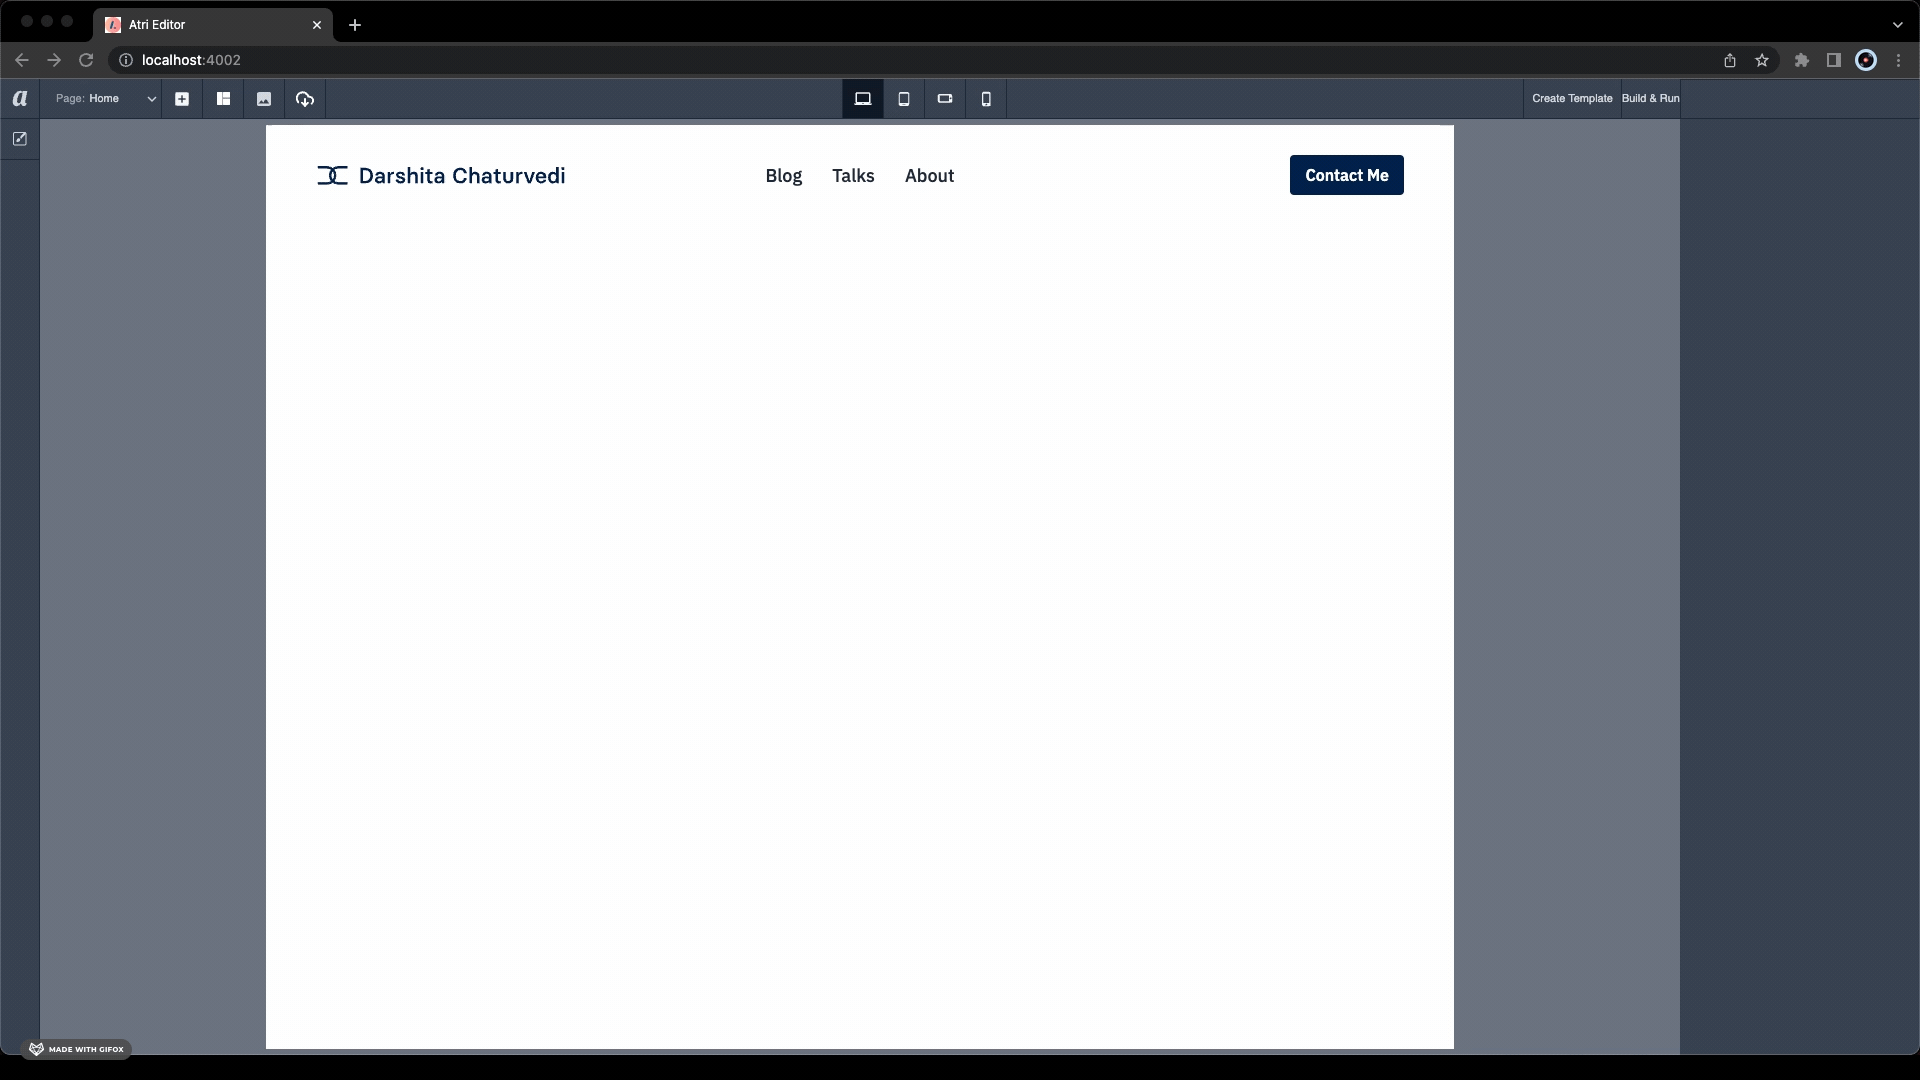 Atri Editor
localhost:4002
a Page: Home Create Template Build & Run
Darshita Chaturvedi Blog Talks About Contact Me
MADE WITH GIFOX